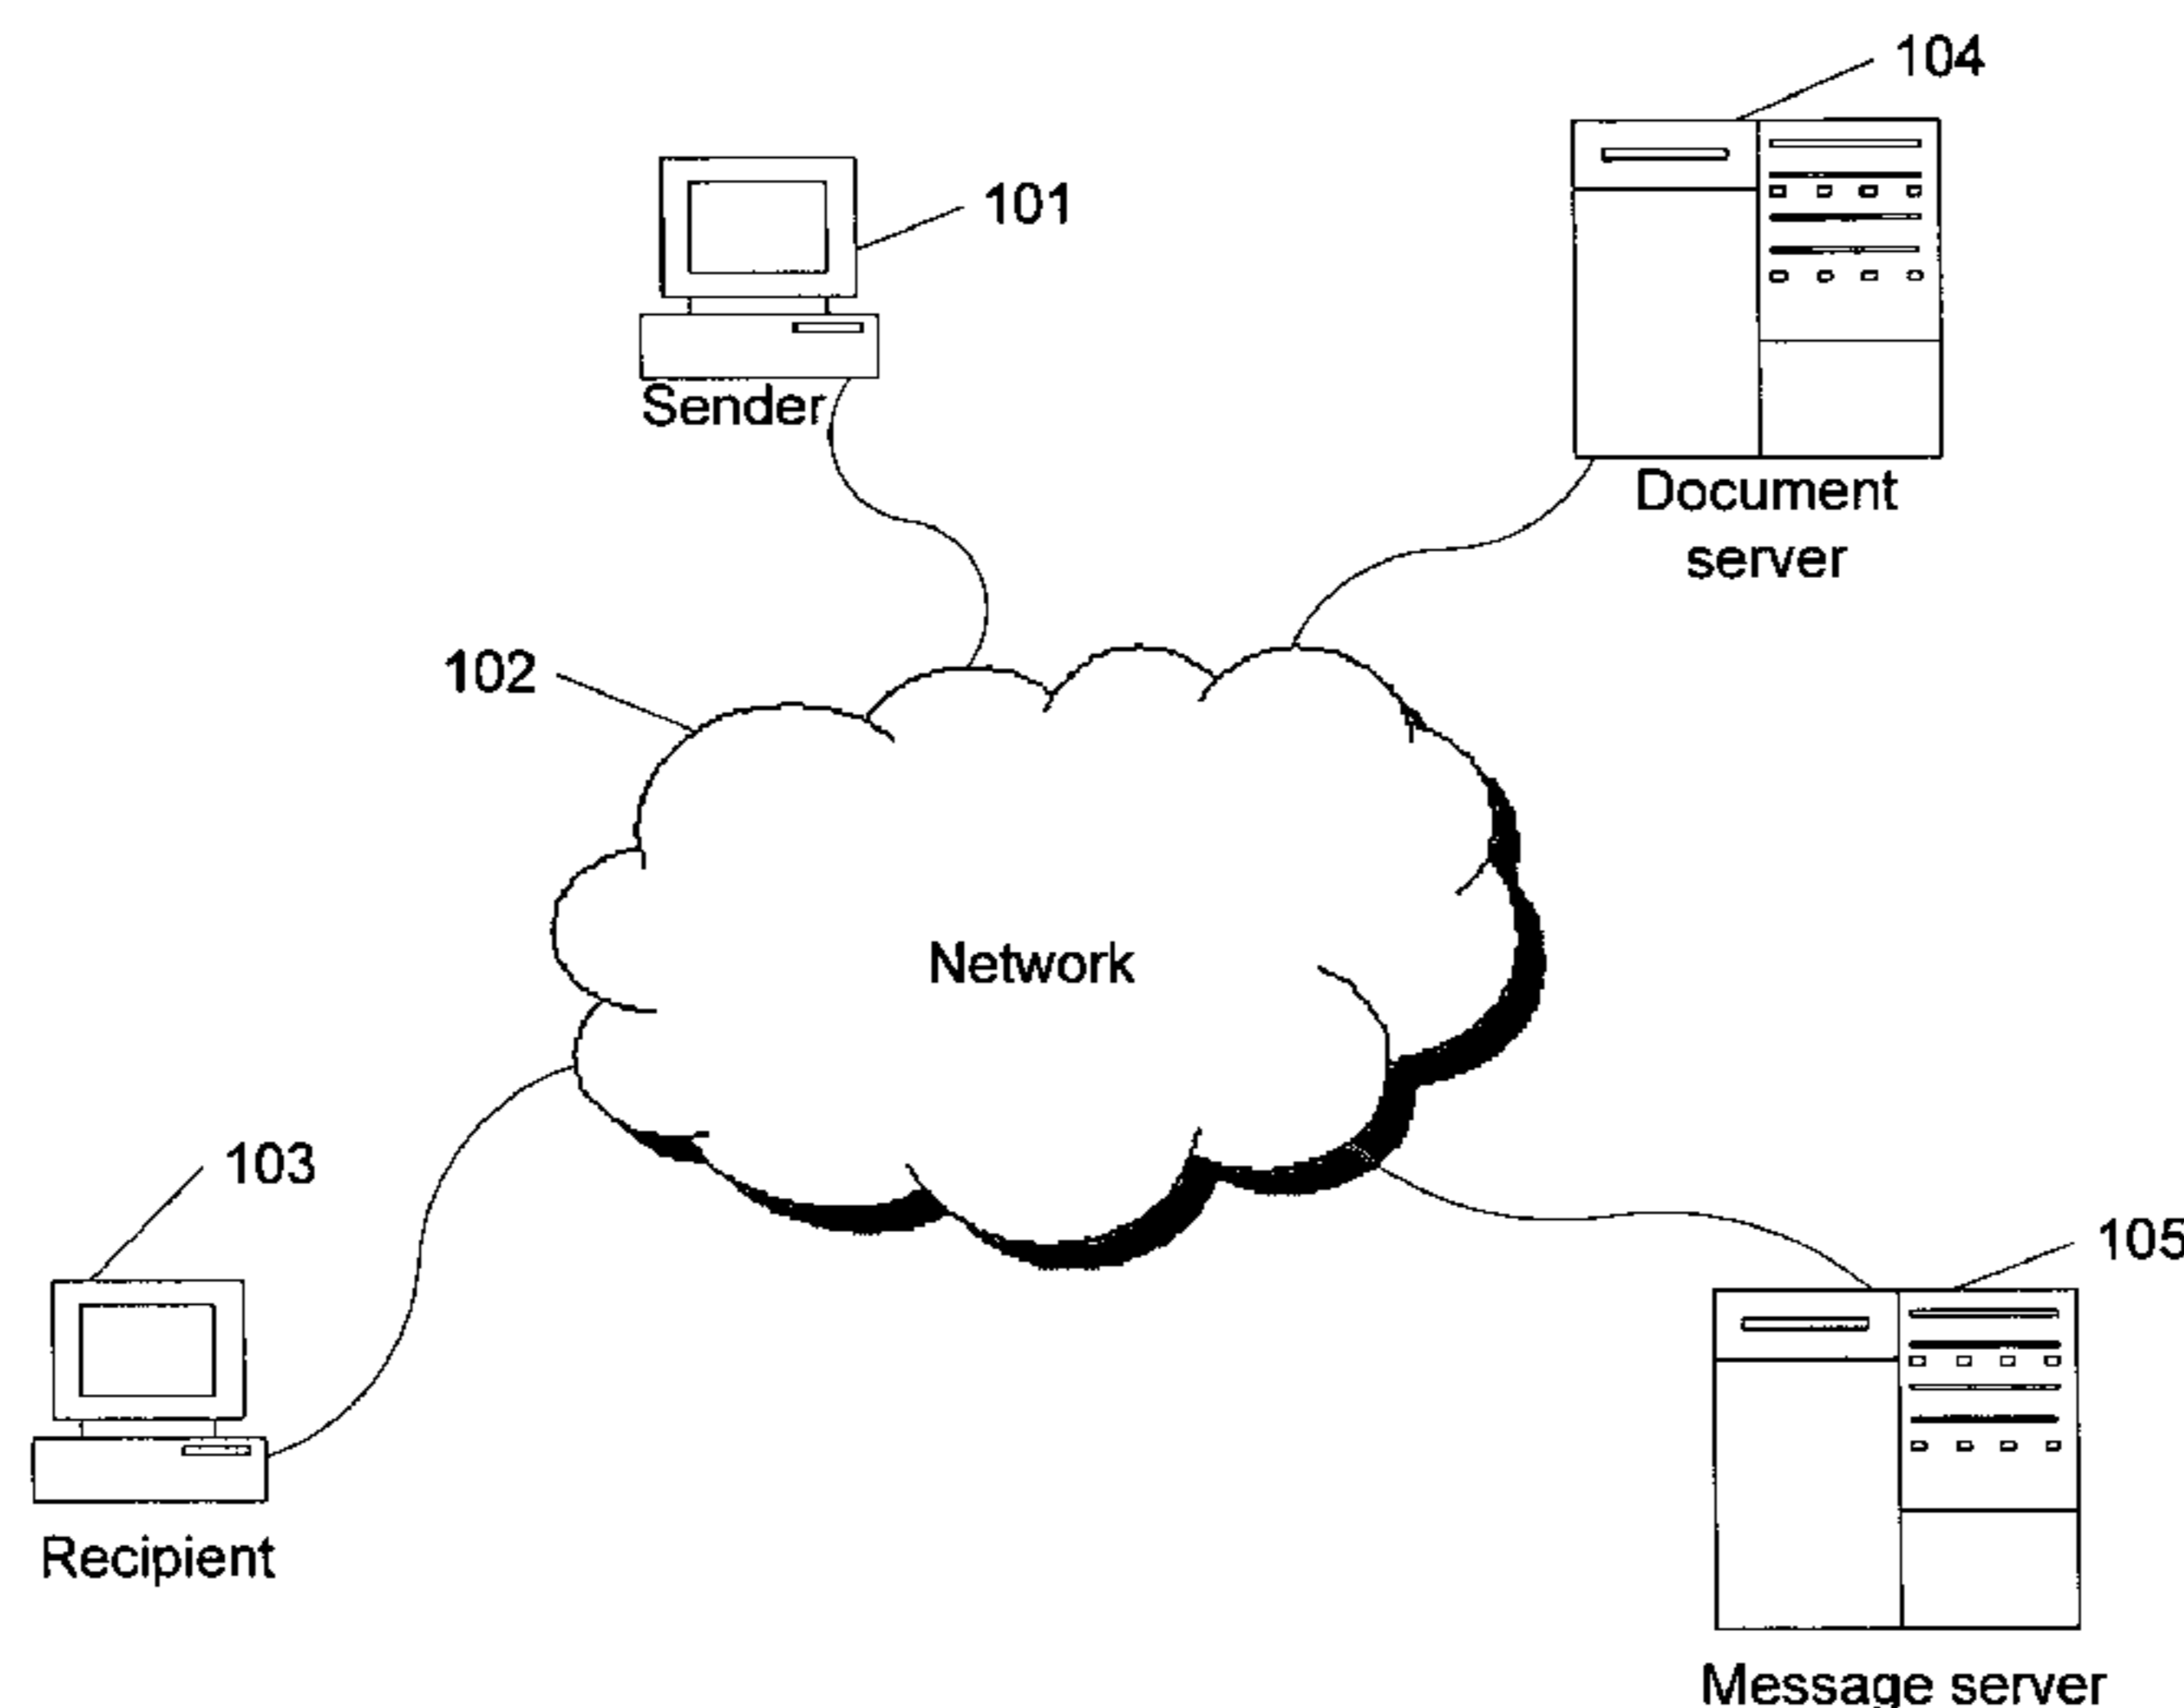 104
101
Sender
Document
server
102
Network
103
105
Recipient
Message server